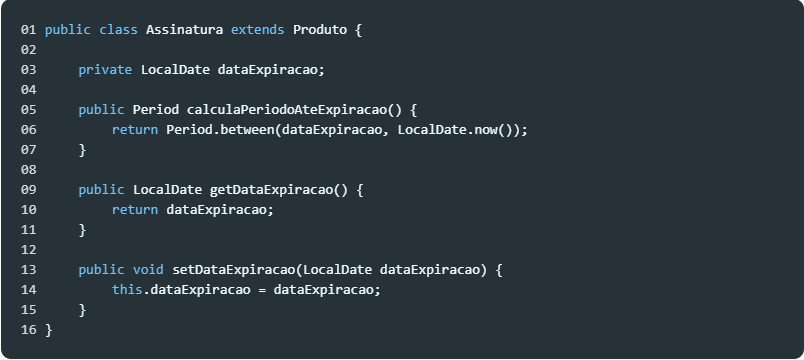 01 public class Assinatura extends Produto {
02
03     private LocalDate dataExpiracao;
04
05     public Period calculaPeriodoAteExpiracao() {
06         return Period.between(dataExpiracao, LocalDate.now());
07     }
08
09     public LocalDate getDataExpiracao() {
10         return dataExpiracao;
11     }
12
13     public void setDataExpiracao(LocalDate dataExpiracao) {
14         this.dataExpiracao = dataExpiracao;
15     }
16 }